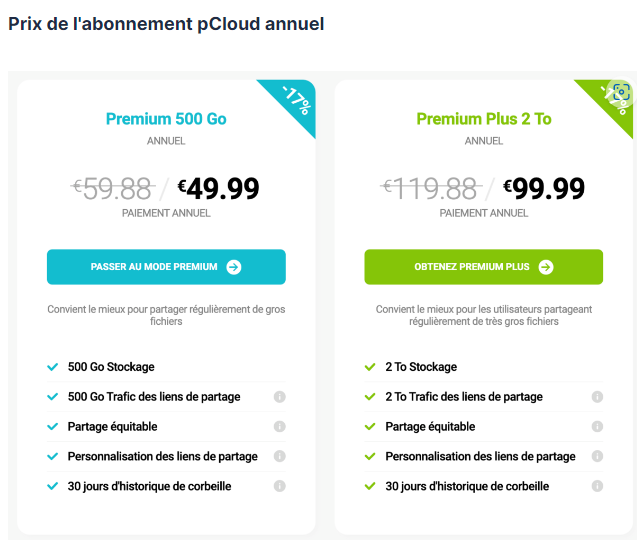 Prix de l'abonnement pCloud annuel
-17%
Premium 500 Go
ANNUEL
€59.88 / €49.99
PAIEMENT ANNUEL
PASSER AU MODE PREMIUM
Convient le mieux pour partager régulièrement de gros
fichiers
500 Go Stockage
500 Go Trafic des liens de partage
Partage équitable
Personnalisation des liens de partage
30 jours d'historique de corbeille
%
Premium Plus 2 To
ANNUEL
€119.88 / €99.99
PAIEMENT ANNUEL
OBTENEZ PREMIUM PLUS
Convient le mieux pour les utilisateurs partageant
régulièrement de très gros fichiers
2 To Stockage
2 To Trafic des liens de partage
Partage équitable
Personnalisation des liens de partage
30 jours d'historique de corbeille